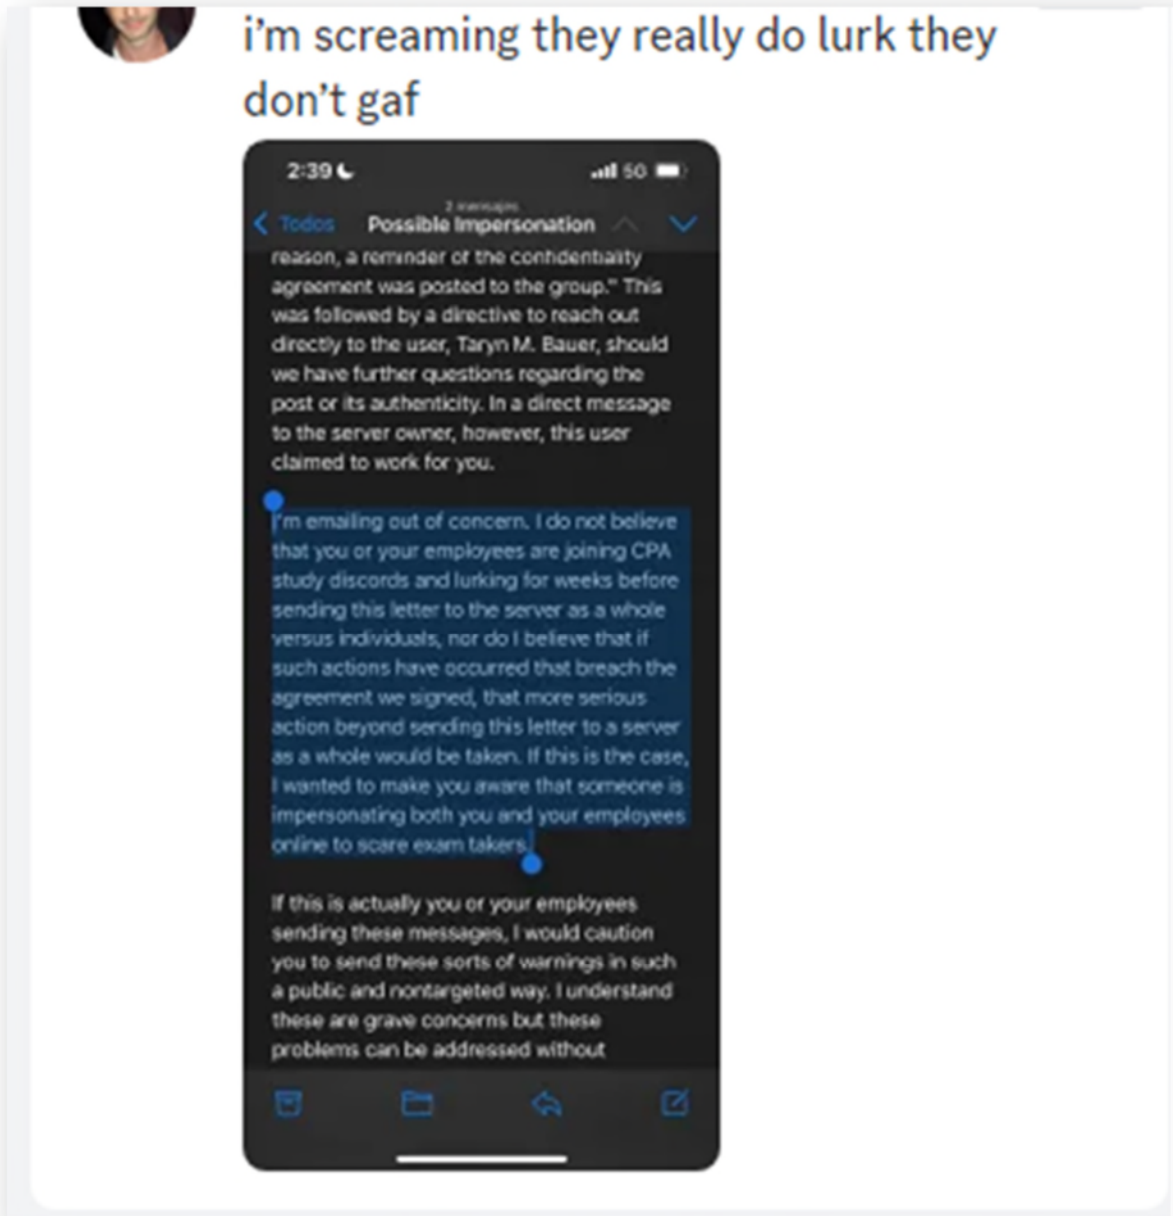 i'm screaming they really do lurk they
don't gaf
2:39
5G
2 mensajes
Todos
Possible Impersonation
reason, a reminder of the confidentiality
agreement was posted to the group." This
was followed by a directive to reach out
directly to the user, Taryn M. Bauer, should
we have further questions regarding the
post or its authenticity. In a direct message
to the server owner, however, this user
claimed to work for you.
I'm emailing out of concern. I do not believe
that you or your employees are joining CPA
study discords and lurking for weeks before
sending this letter to the server as a whole
versus individuals, nor do I believe that if
such actions have occurred that breach the
agreement we signed, that more serious
action beyond sending this letter to a server
as a whole would be taken. If this is the case,
I wanted to make you aware that someone is
impersonating both you and your employees
online to scare exam takers.
If this is actually you or your employees
sending these messages, I would caution
you to send these sorts of warnings in such
a public and nontargeted way. I understand
these are grave concerns but these
problems can be addressed without